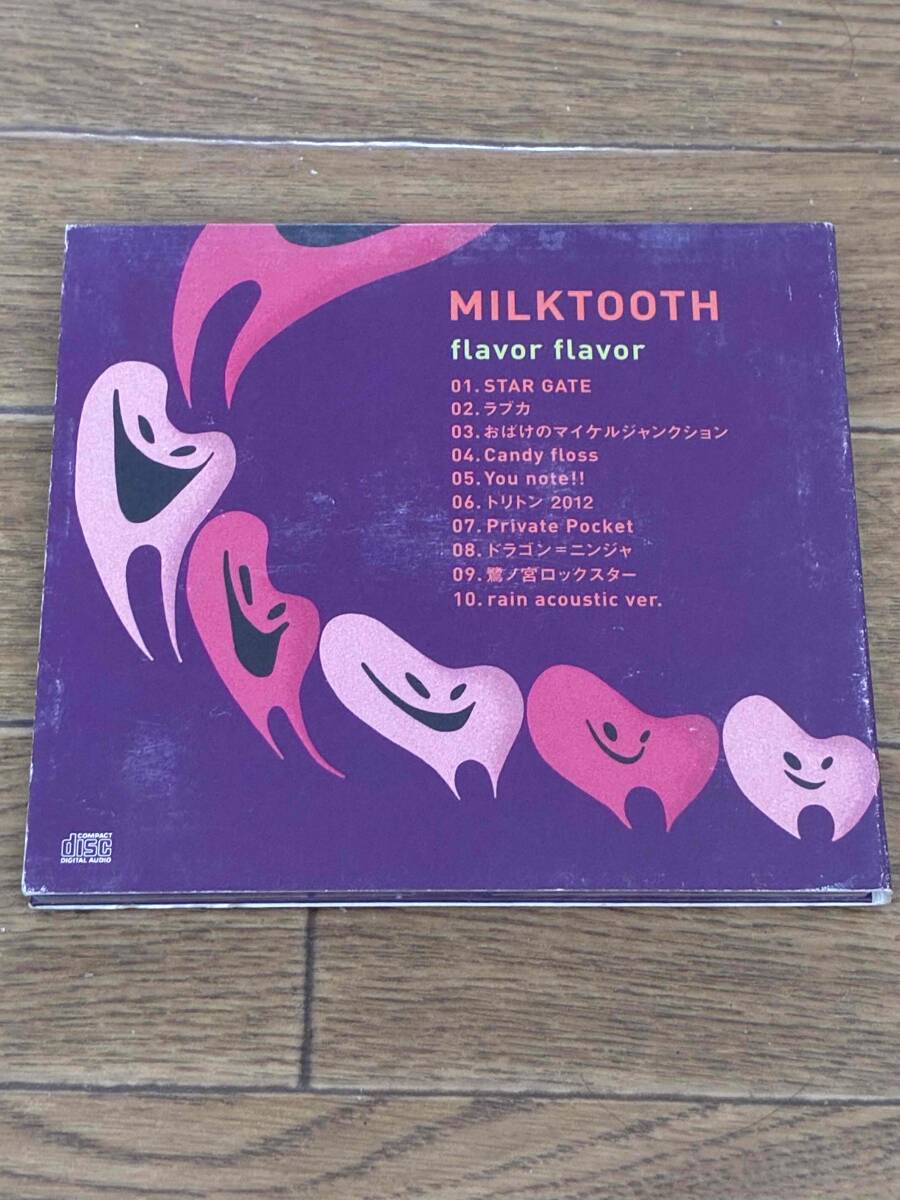 MILKTOOTH
flavor flavor
01. STAR GATE
02. ラブカ
03. おばけのマイケルジャンクション
04. Candy floss
05. You note!!
06. トリトン 2012
07. Private Pocket
08. ドラゴン=ニンジャ
09. 鷺ノ宮ロックスター
10. rain acoustic ver.
COMPACT
disc
DIGITAL AUDIO